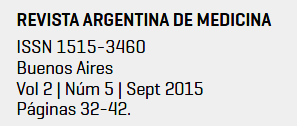 REVISTA ARGENTINA DE MEDICINA
ISSN 1515-3460
Buenos Aires
Vol 2 | Núm 5 | Sept 2015
Páginas 32-42.